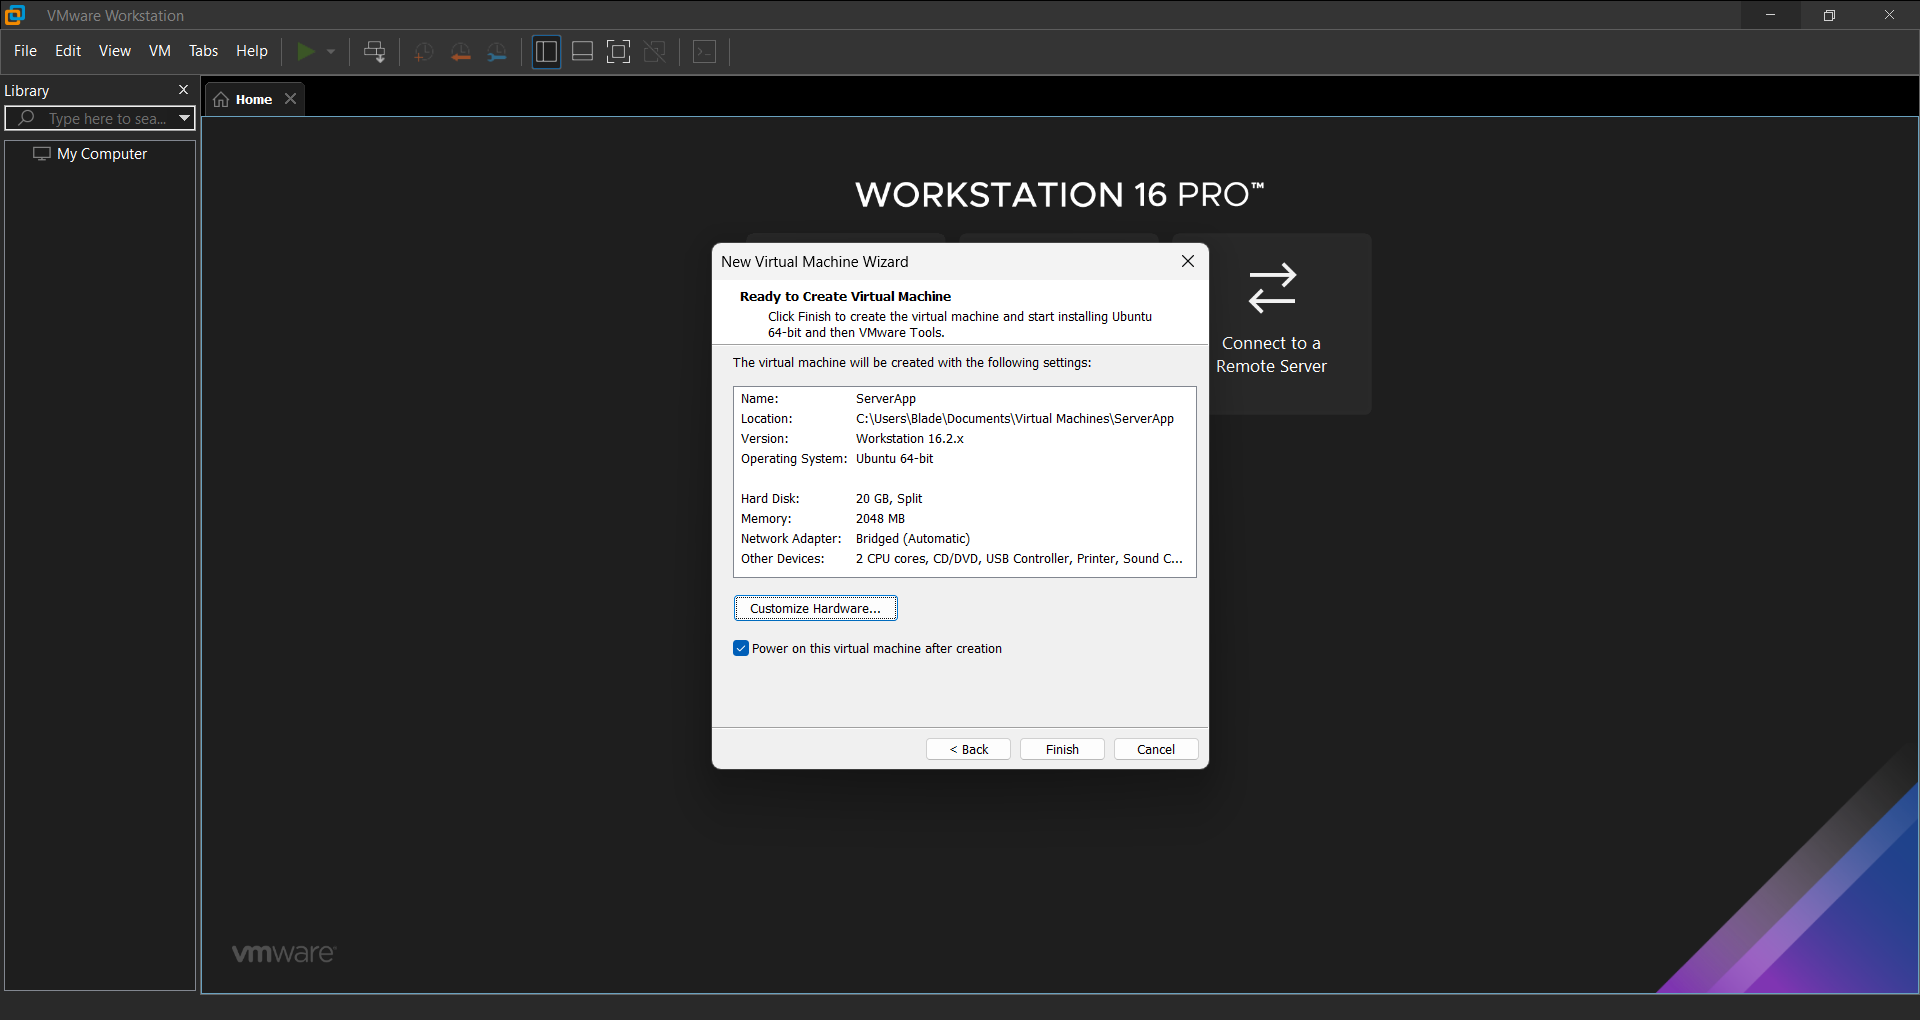 VMware Workstation
File Edit View VM Tabs Help
Library
Type here to sea...
My Computer
Home
WORKSTATION 16 PRO™
Connect to a
Remote Server
New Virtual Machine Wizard
Ready to Create Virtual Machine
Click Finish to create the virtual machine and start installing Ubuntu
64-bit and then VMware Tools.
The virtual machine will be created with the following settings:
Name: ServerApp
Location: C:\Users\Blade\Documents\Virtual Machines\ServerApp
Version: Workstation 16.2.x
Operating System: Ubuntu 64-bit
Hard Disk: 20 GB, Split
Memory: 2048 MB
Network Adapter: Bridged (Automatic)
Other Devices: 2 CPU cores, CD/DVD, USB Controller, Printer, Sound C...
Customize Hardware...
Power on this virtual machine after creation
< Back Finish Cancel
vmware